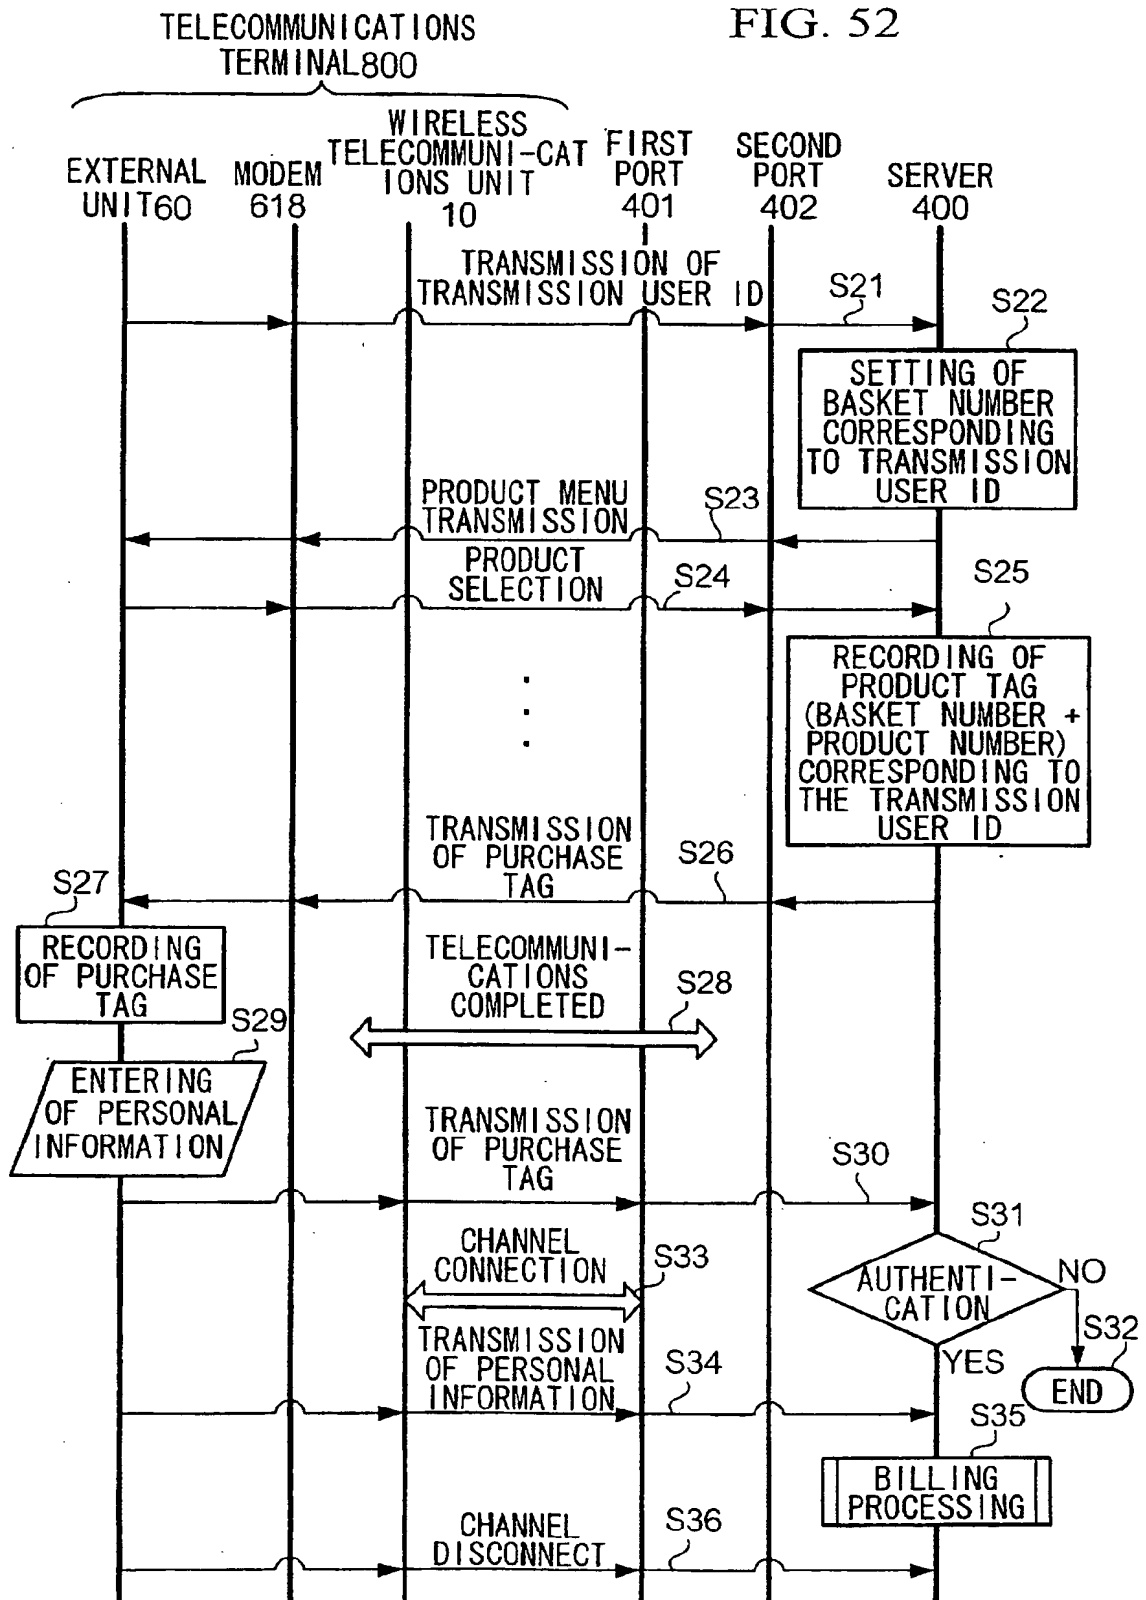 FIG. 52
TELECOMMUNICATIONS
TERMINAL800
EXTERNAL
UNIT60
MODEM
618
WIRELESS
TELECOMMUNI-CAT
IONS UNIT
10
FIRST
PORT
401
SECOND
PORT
402
SERVER
400
TRANSMISSION OF
TRANSMISSION USER ID
S21
S22
SETTING OF
BASKET NUMBER
CORRESPONDING
TO TRANSMISSION
USER ID
PRODUCT MENU
TRANSMISSION
S23
PRODUCT
SELECTION
S24
S25
RECORDING OF
PRODUCT TAG
(BASKET NUMBER +
PRODUCT NUMBER)
CORRESPONDING TO
THE TRANSMISSION
USER ID
TRANSMISSION
OF PURCHASE
TAG
S26
S27
RECORDING
OF PURCHASE
TAG
TELECOMMUNI-
CATIONS
COMPLETED
S28
S29
ENTERING
OF PERSONAL
INFORMATION
TRANSMISSION
OF PURCHASE
TAG
S30
S31
AUTHENTI-
CATION
NO
YES
S32
END
CHANNEL
CONNECTION
S33
TRANSMISSION
OF PERSONAL
INFORMATION
S34
S35
BILLING
PROCESSING
CHANNEL
DISCONNECT
S36